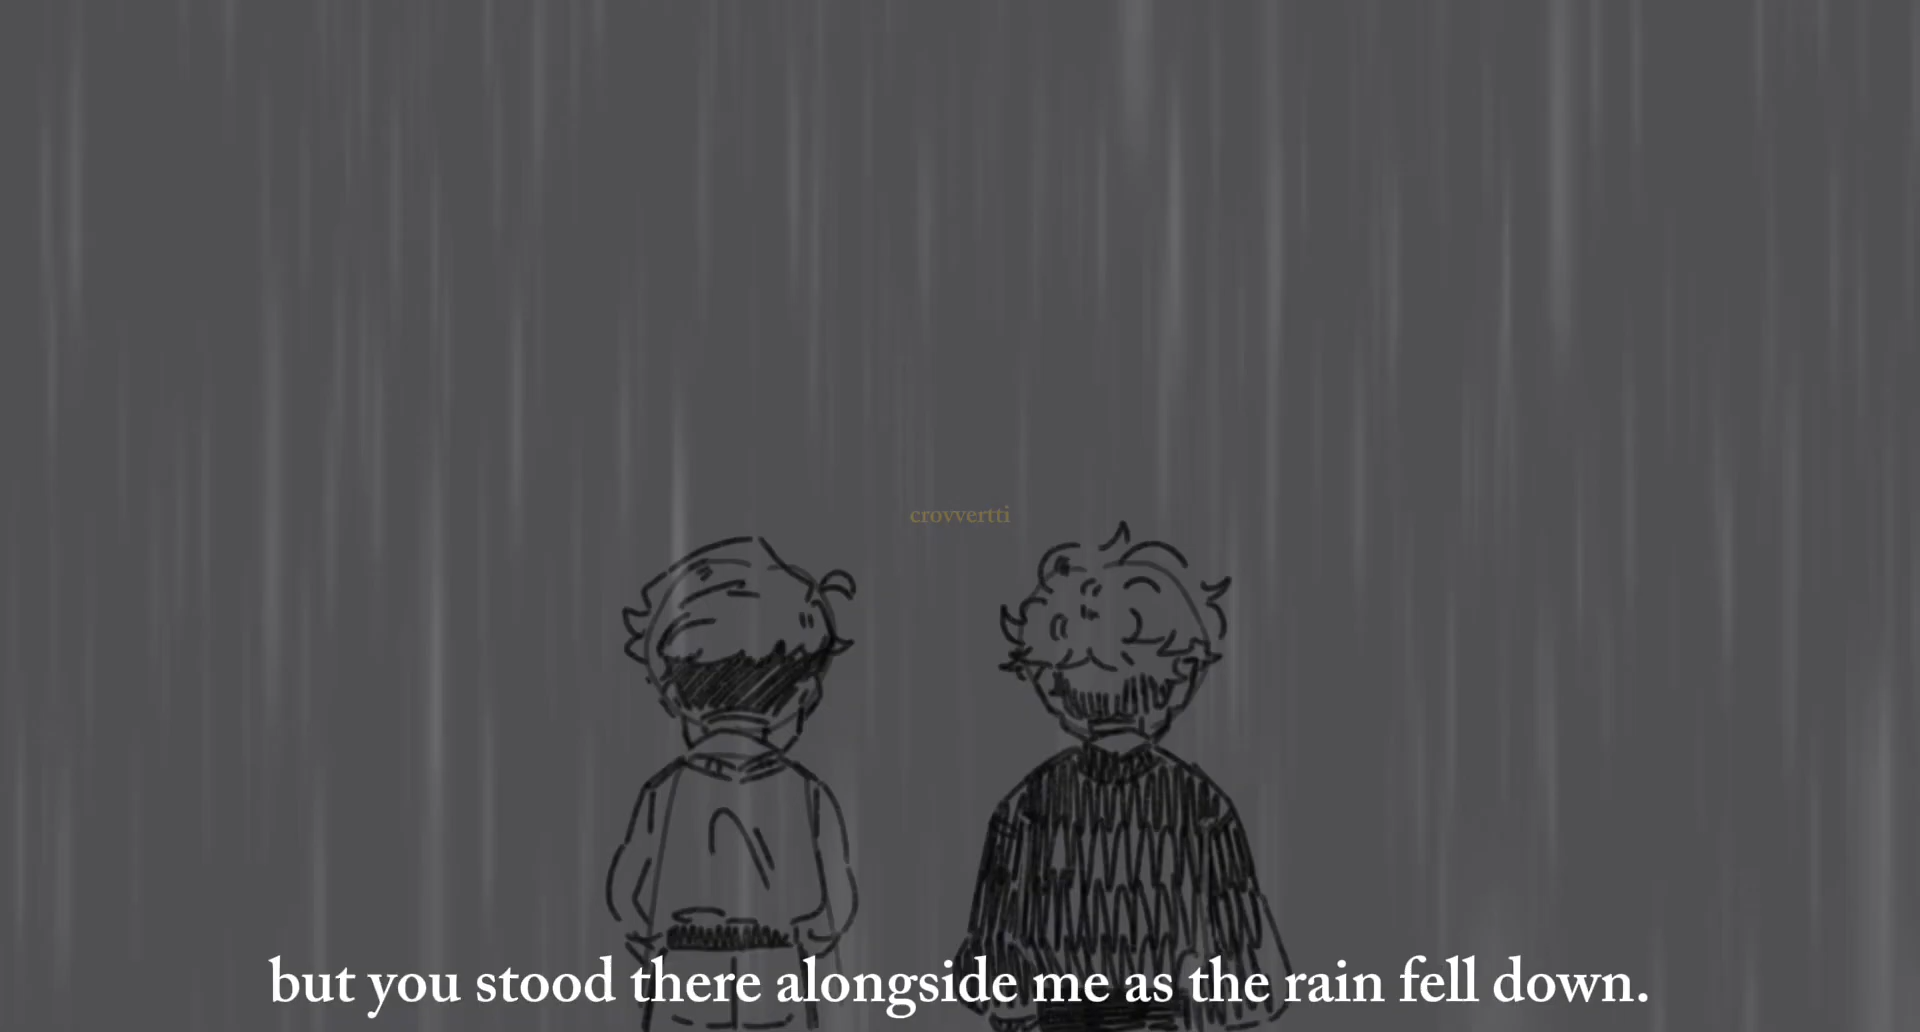 crovvertti
but you stood there alongside me as the rain fell down.